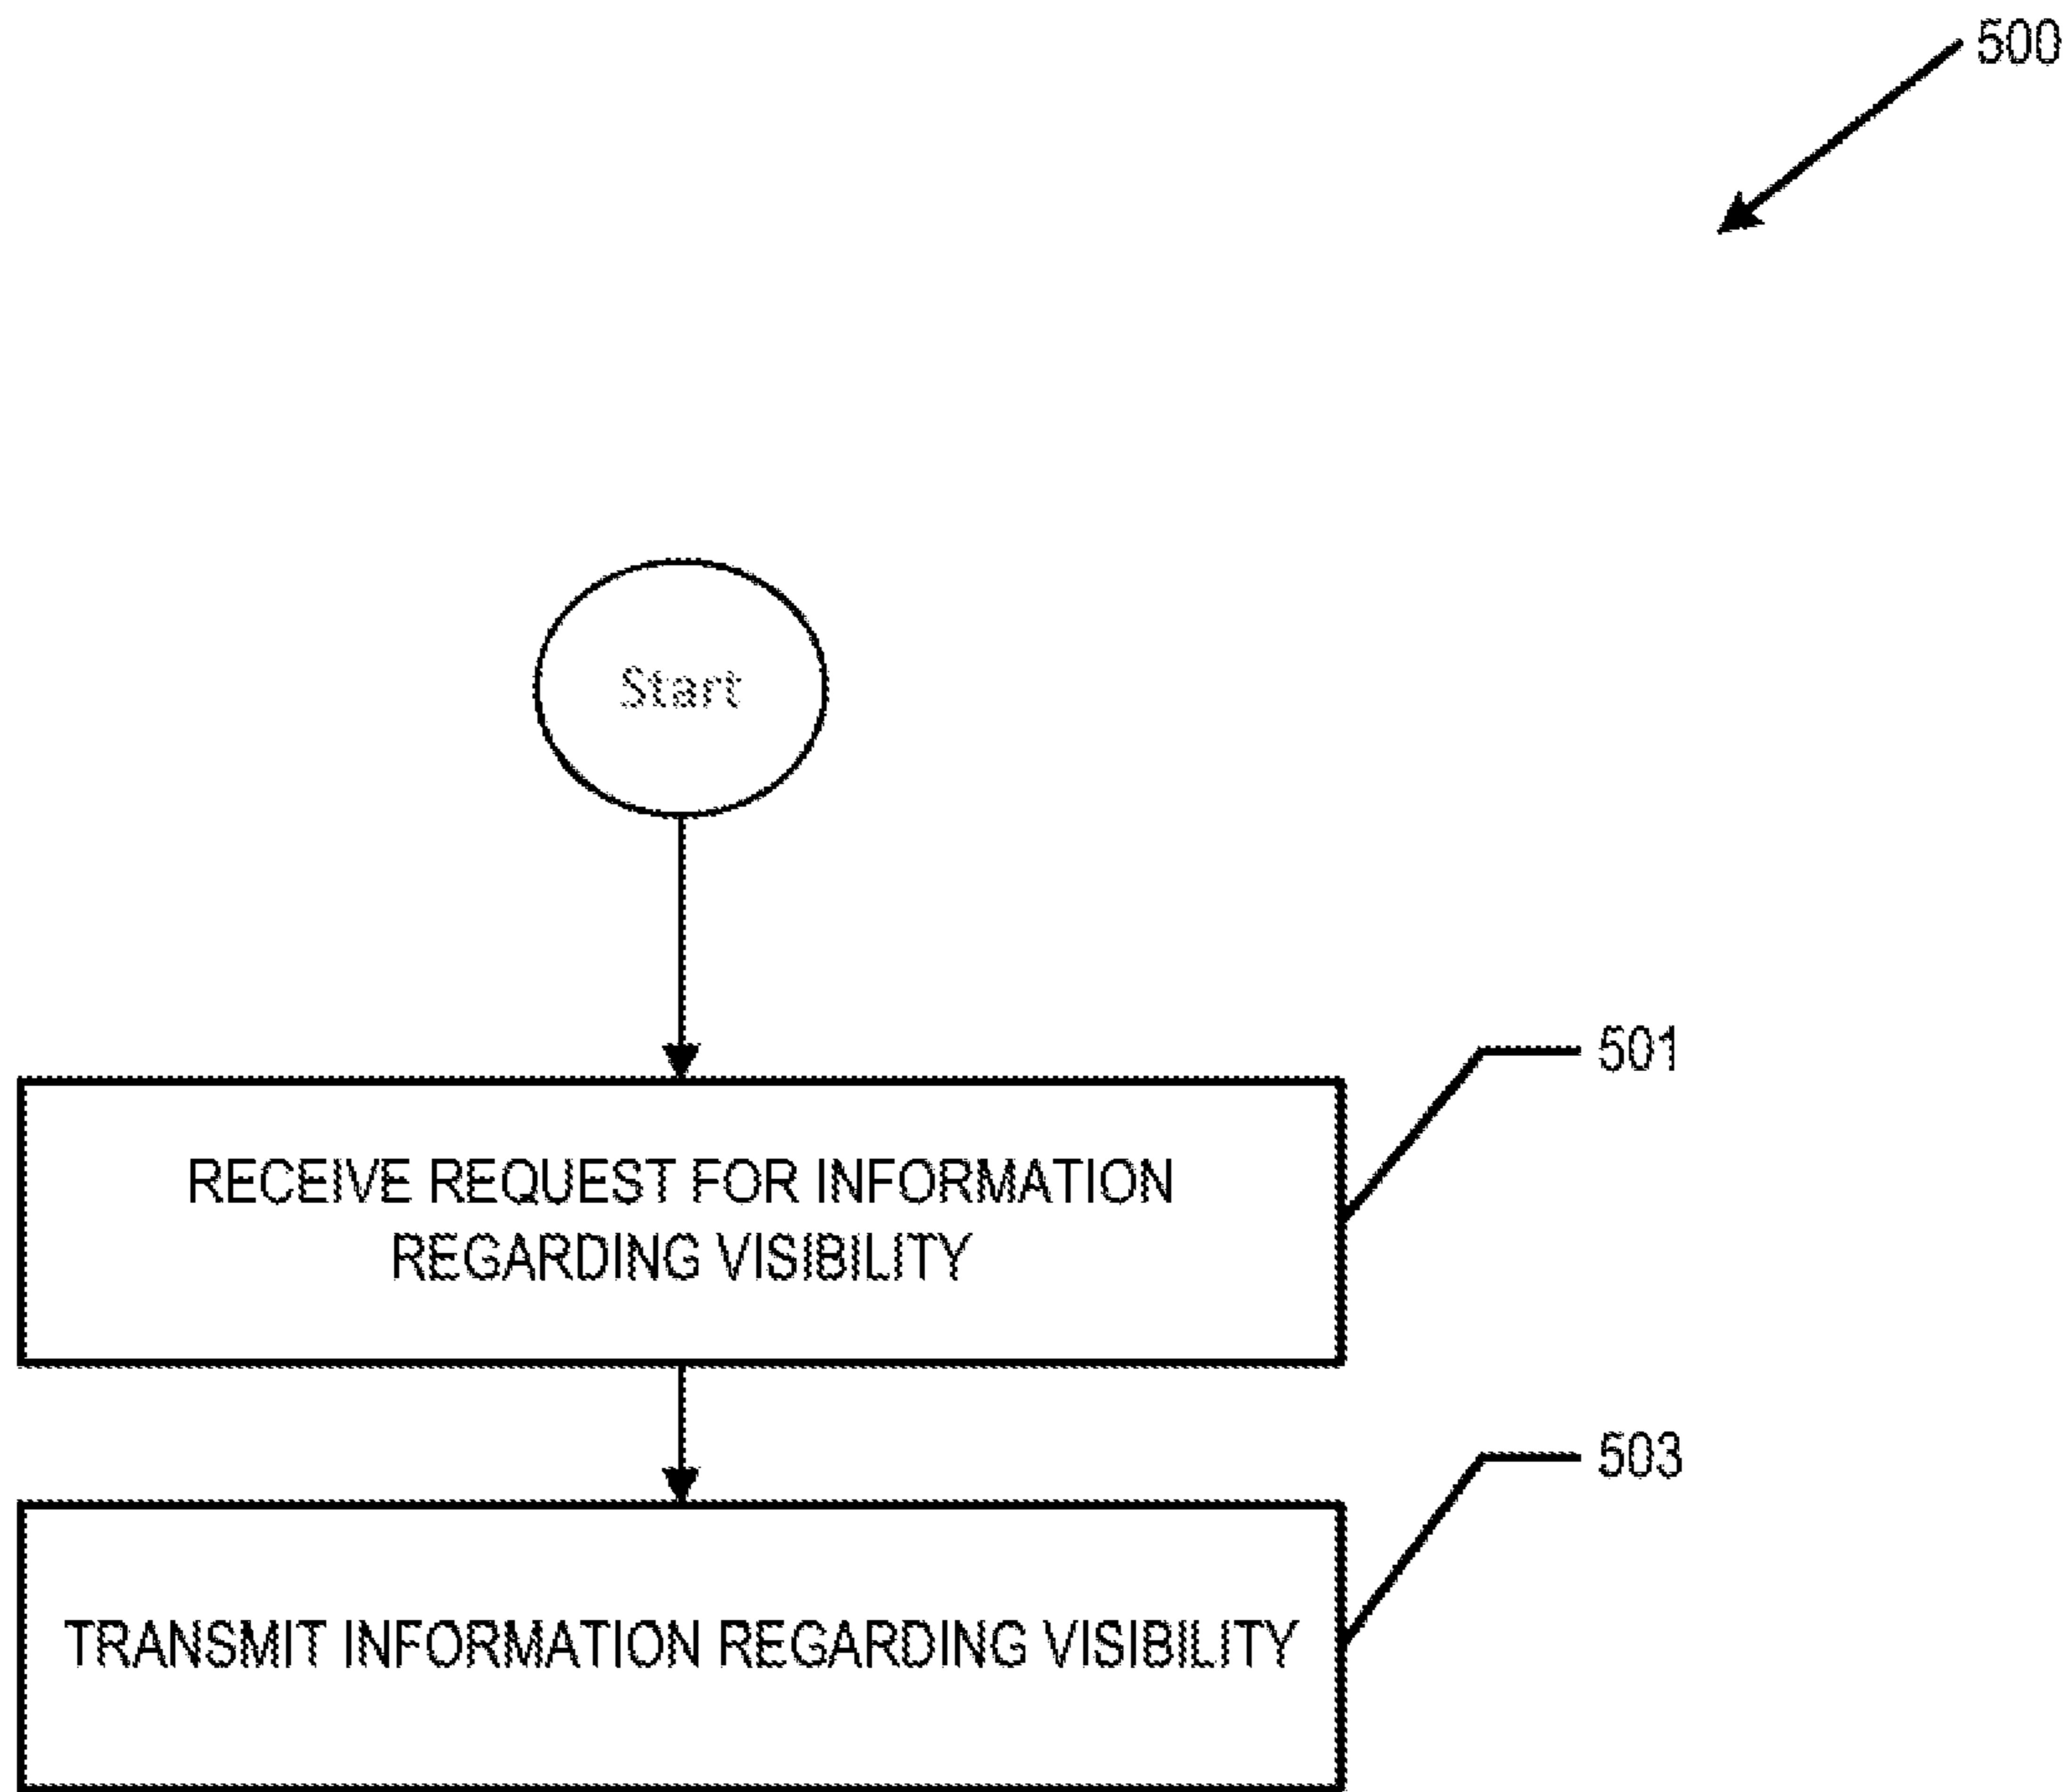 500
Start
501
RECEIVE REQUEST FOR INFORMATION
REGARDING VISIBILITY
503
TRANSMIT INFORMATION REGARDING VISIBILITY